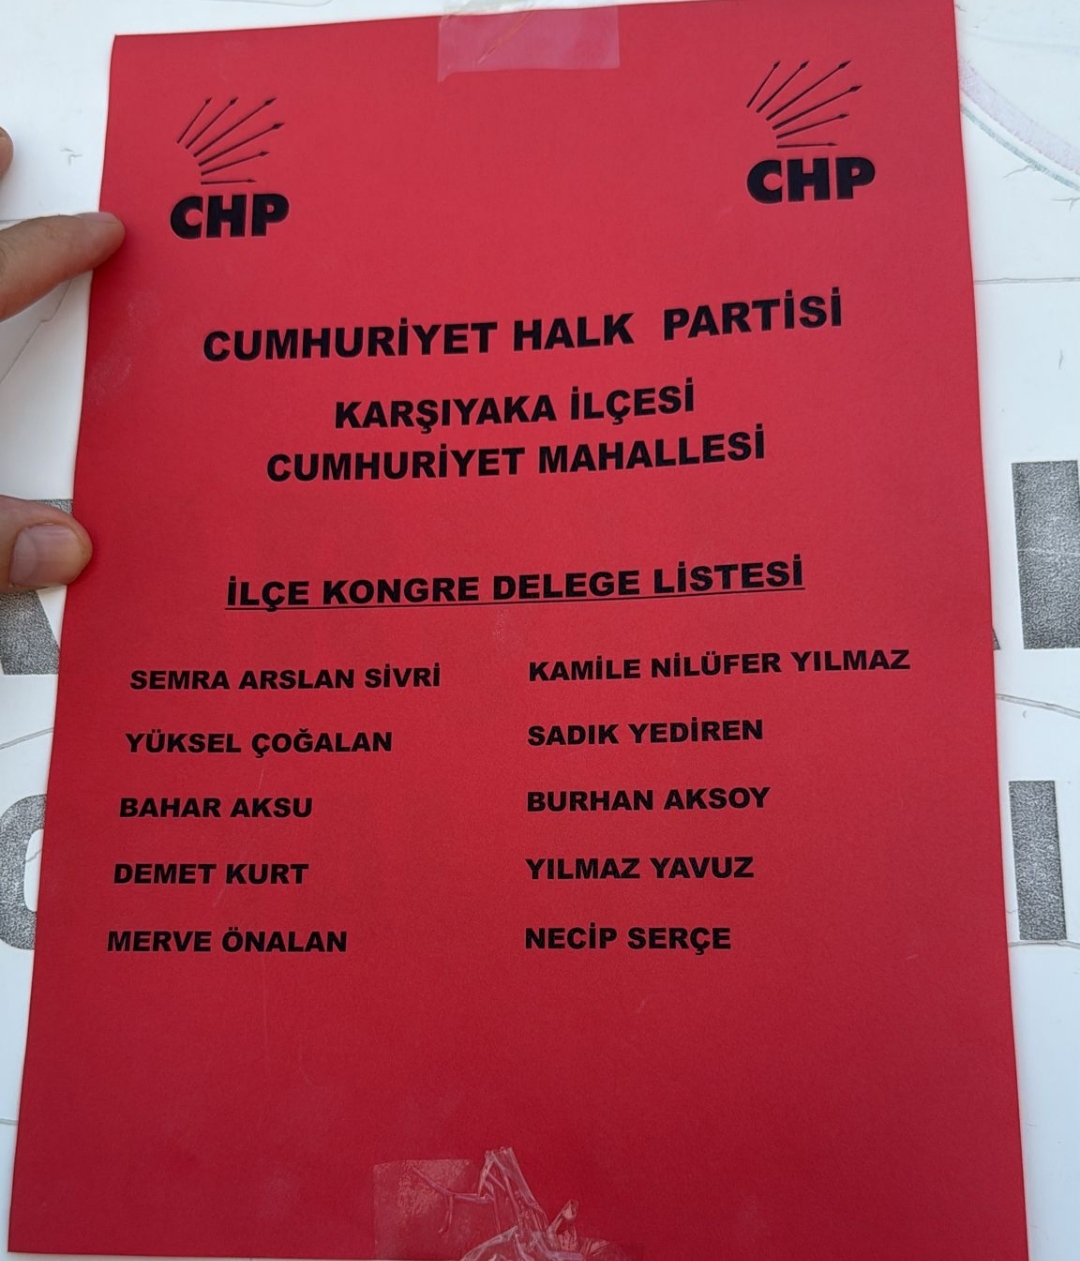 CHP
CHP
CUMHURİYET HALK PARTİSİ
KARŞIYAKA İLÇESİ
CUMHURİYET MAHALLESİ
İLÇE KONGRE DELEGE LİSTESİ
SEMRA ARSLAN SİVRİ
YÜKSEL ÇOĞALAN
BAHAR AKSU
DEMET KURT
MERVE ÖNALAN
KAMİLE NİLÜFER YILMAZ
SADIK YEDİREN
BURHAN AKSOY
YILMAZ YAVUZ
NECİP SERÇE